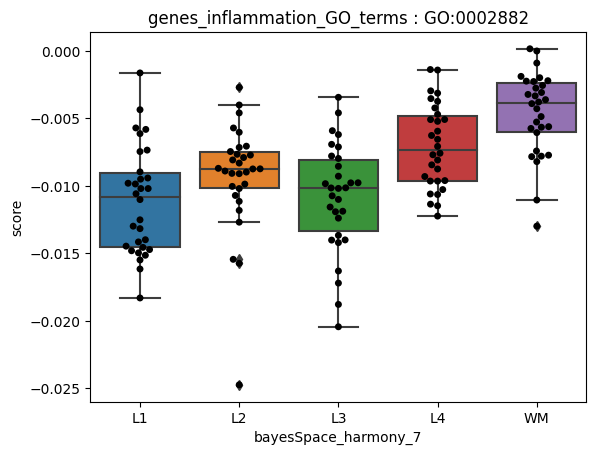 genes_inflammation_GO_terms : GO:0002882
0.000
−0.005
−0.010
−0.015
−0.020
−0.025
score
L1 L2 L3 L4 WM
bayesSpace_harmony_7